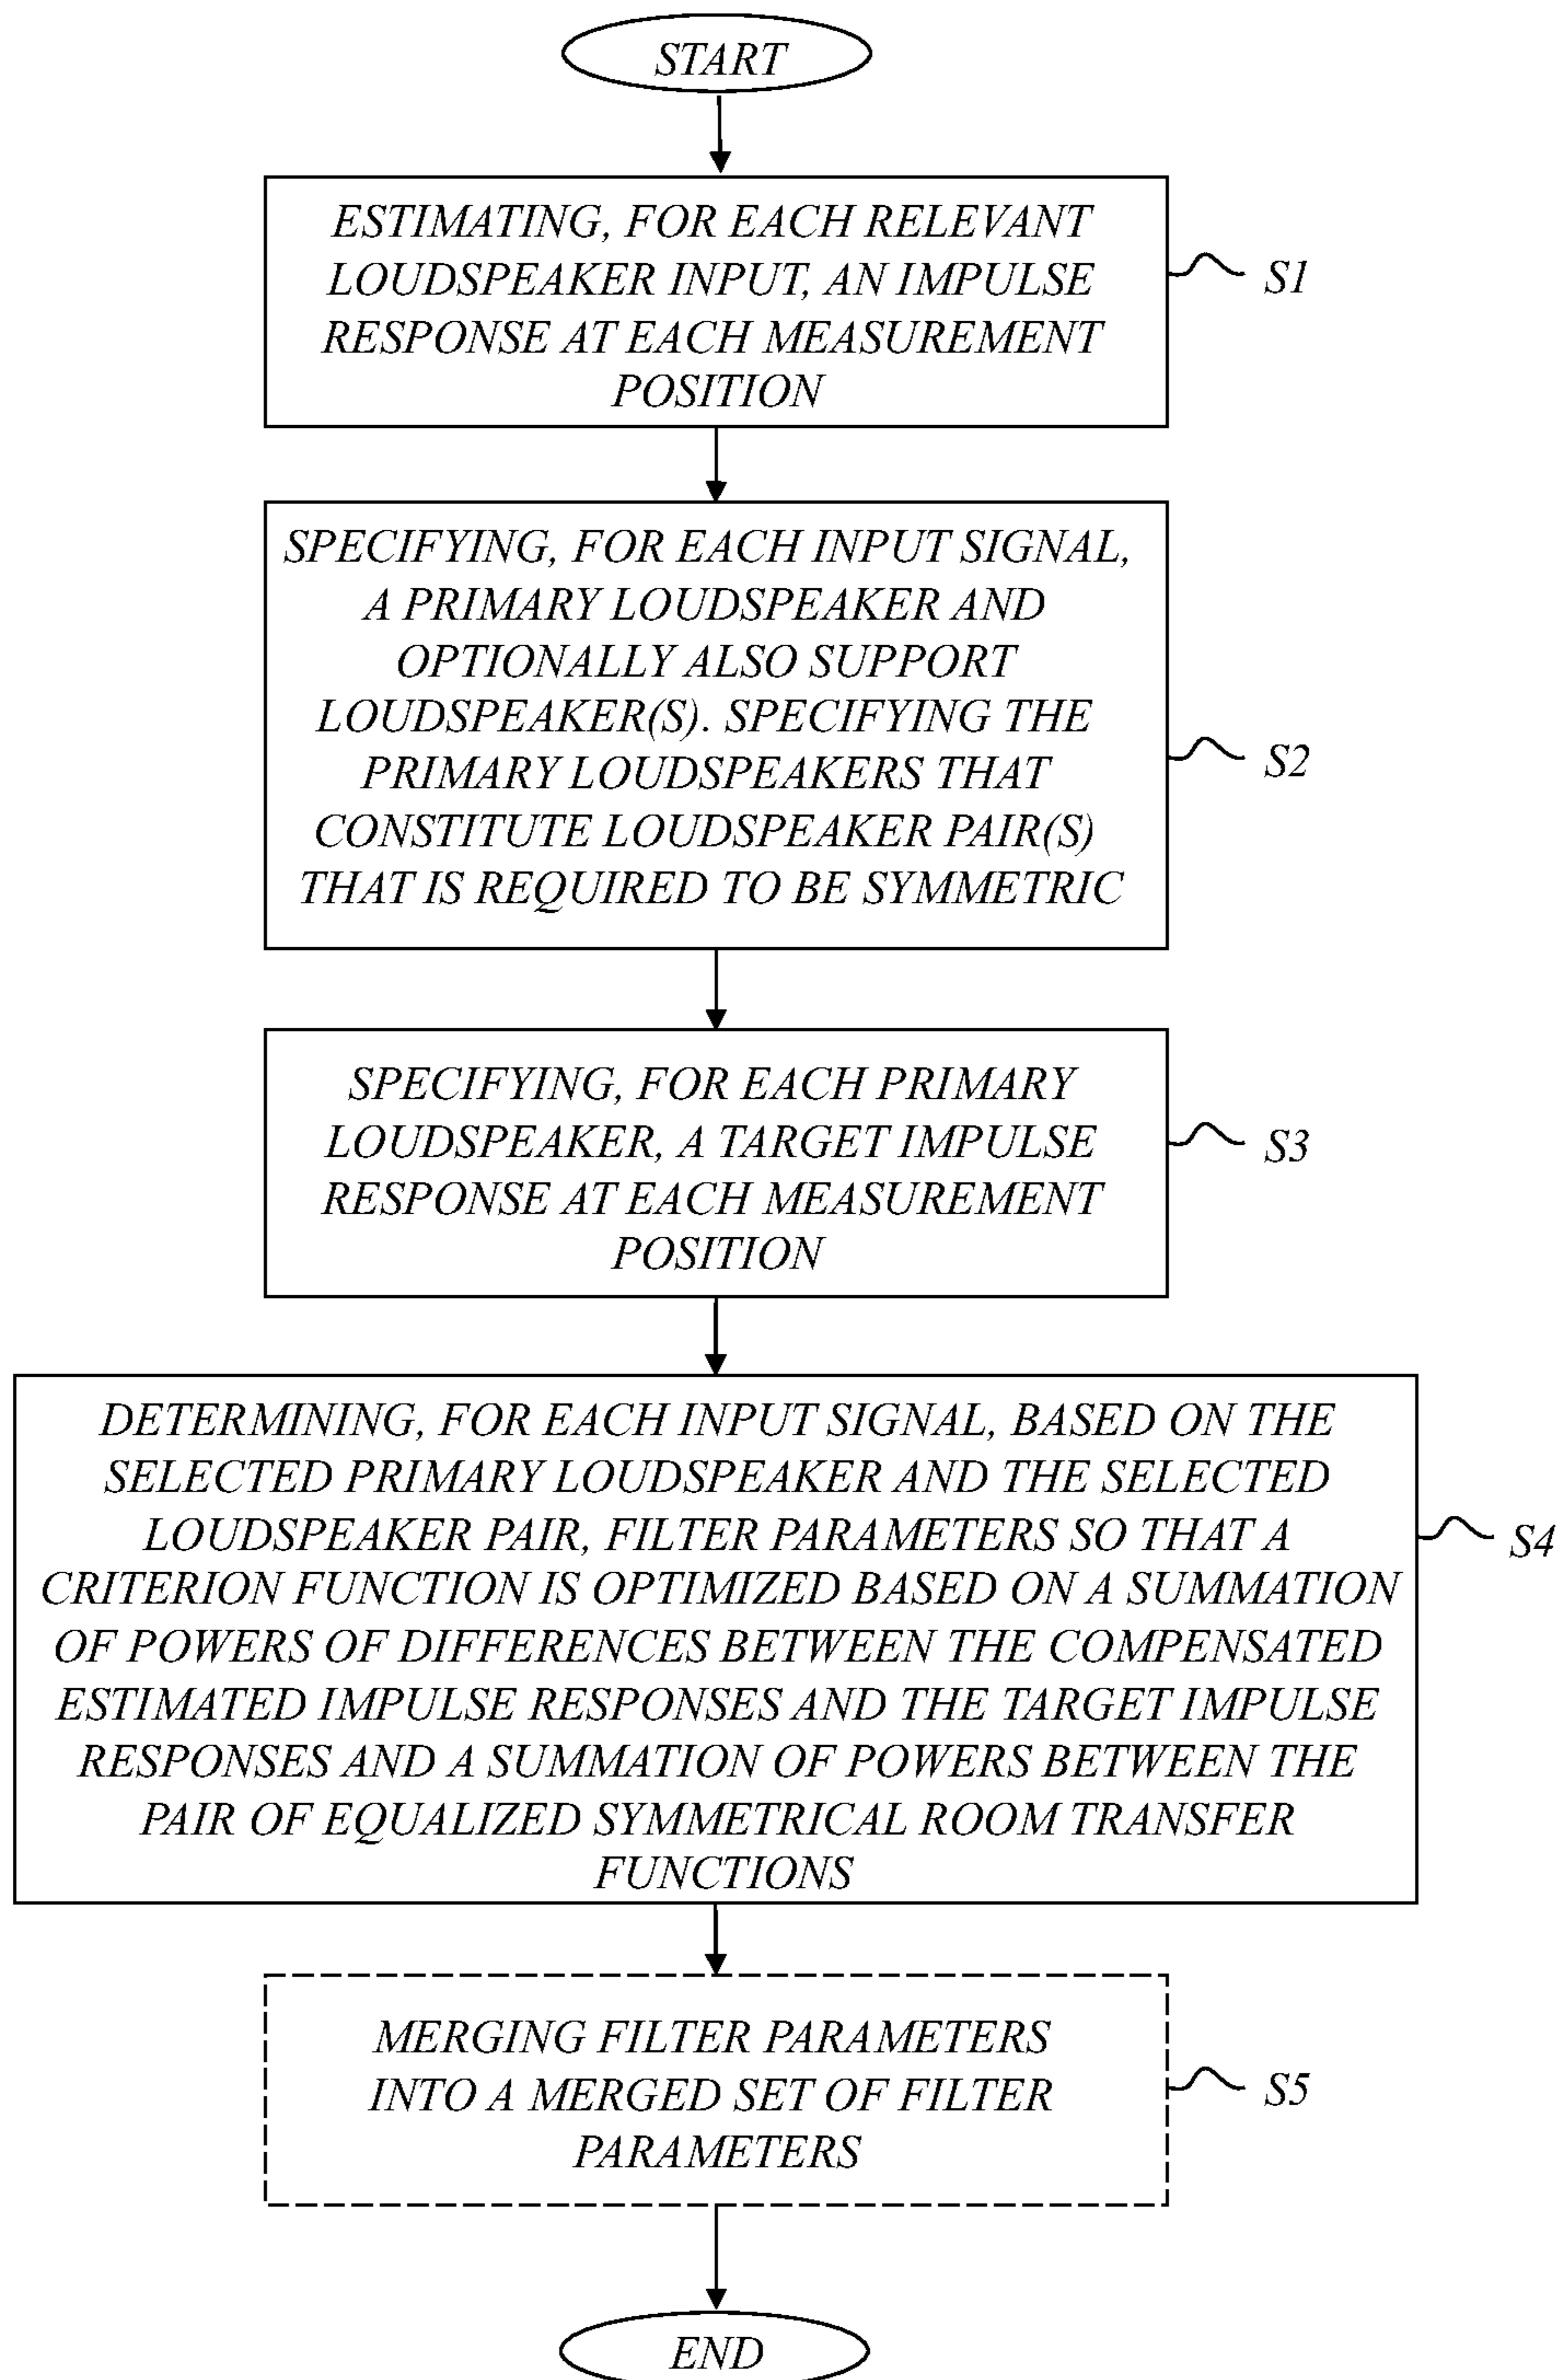 START
ESTIMATING, FOR EACH RELEVANT
LOUDSPEAKER INPUT, AN IMPULSE
RESPONSE AT EACH MEASUREMENT
POSITION
S1
SPECIFYING, FOR EACH INPUT SIGNAL,
A PRIMARY LOUDSPEAKER AND
OPTIONALLY ALSO SUPPORT
LOUDSPEAKER(S). SPECIFYING THE
PRIMARY LOUDSPEAKERS THAT
CONSTITUTE LOUDSPEAKER PAIR(S)
THAT IS REQUIRED TO BE SYMMETRIC
S2
SPECIFYING, FOR EACH PRIMARY
LOUDSPEAKER, A TARGET IMPULSE
RESPONSE AT EACH MEASUREMENT
POSITION
S3
DETERMINING, FOR EACH INPUT SIGNAL, BASED ON THE
SELECTED PRIMARY LOUDSPEAKER AND THE SELECTED
LOUDSPEAKER PAIR, FILTER PARAMETERS SO THAT A
CRITERION FUNCTION IS OPTIMIZED BASED ON A SUMMATION
OF POWERS OF DIFFERENCES BETWEEN THE COMPENSATED
ESTIMATED IMPULSE RESPONSES AND THE TARGET IMPULSE
RESPONSES AND A SUMMATION OF POWERS BETWEEN THE
PAIR OF EQUALIZED SYMMETRICAL ROOM TRANSFER
FUNCTIONS
S4
MERGING FILTER PARAMETERS
INTO A MERGED SET OF FILTER
PARAMETERS
S5
END